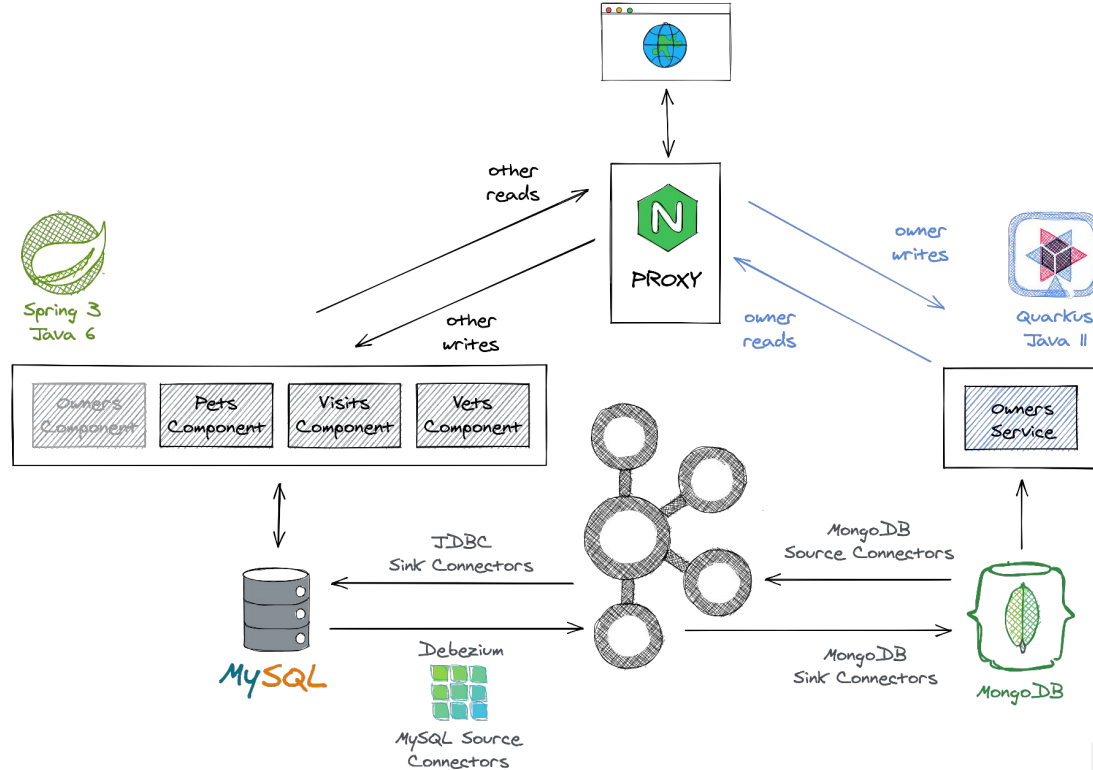 other
reads
N
PROXY
owner
writes
Spring 3
Java 6
other
writes
owner
reads
Quarkus
Java 11
Owners
Component
Pets
Component
Visits
Component
Vets
Component
Owners
Service
JDBC
Sink Connectors
MongoDB
Source Connectors
MySQL
Debezium
MySQL Source
Connectors
MongoDB
Sink Connectors
MongoDB